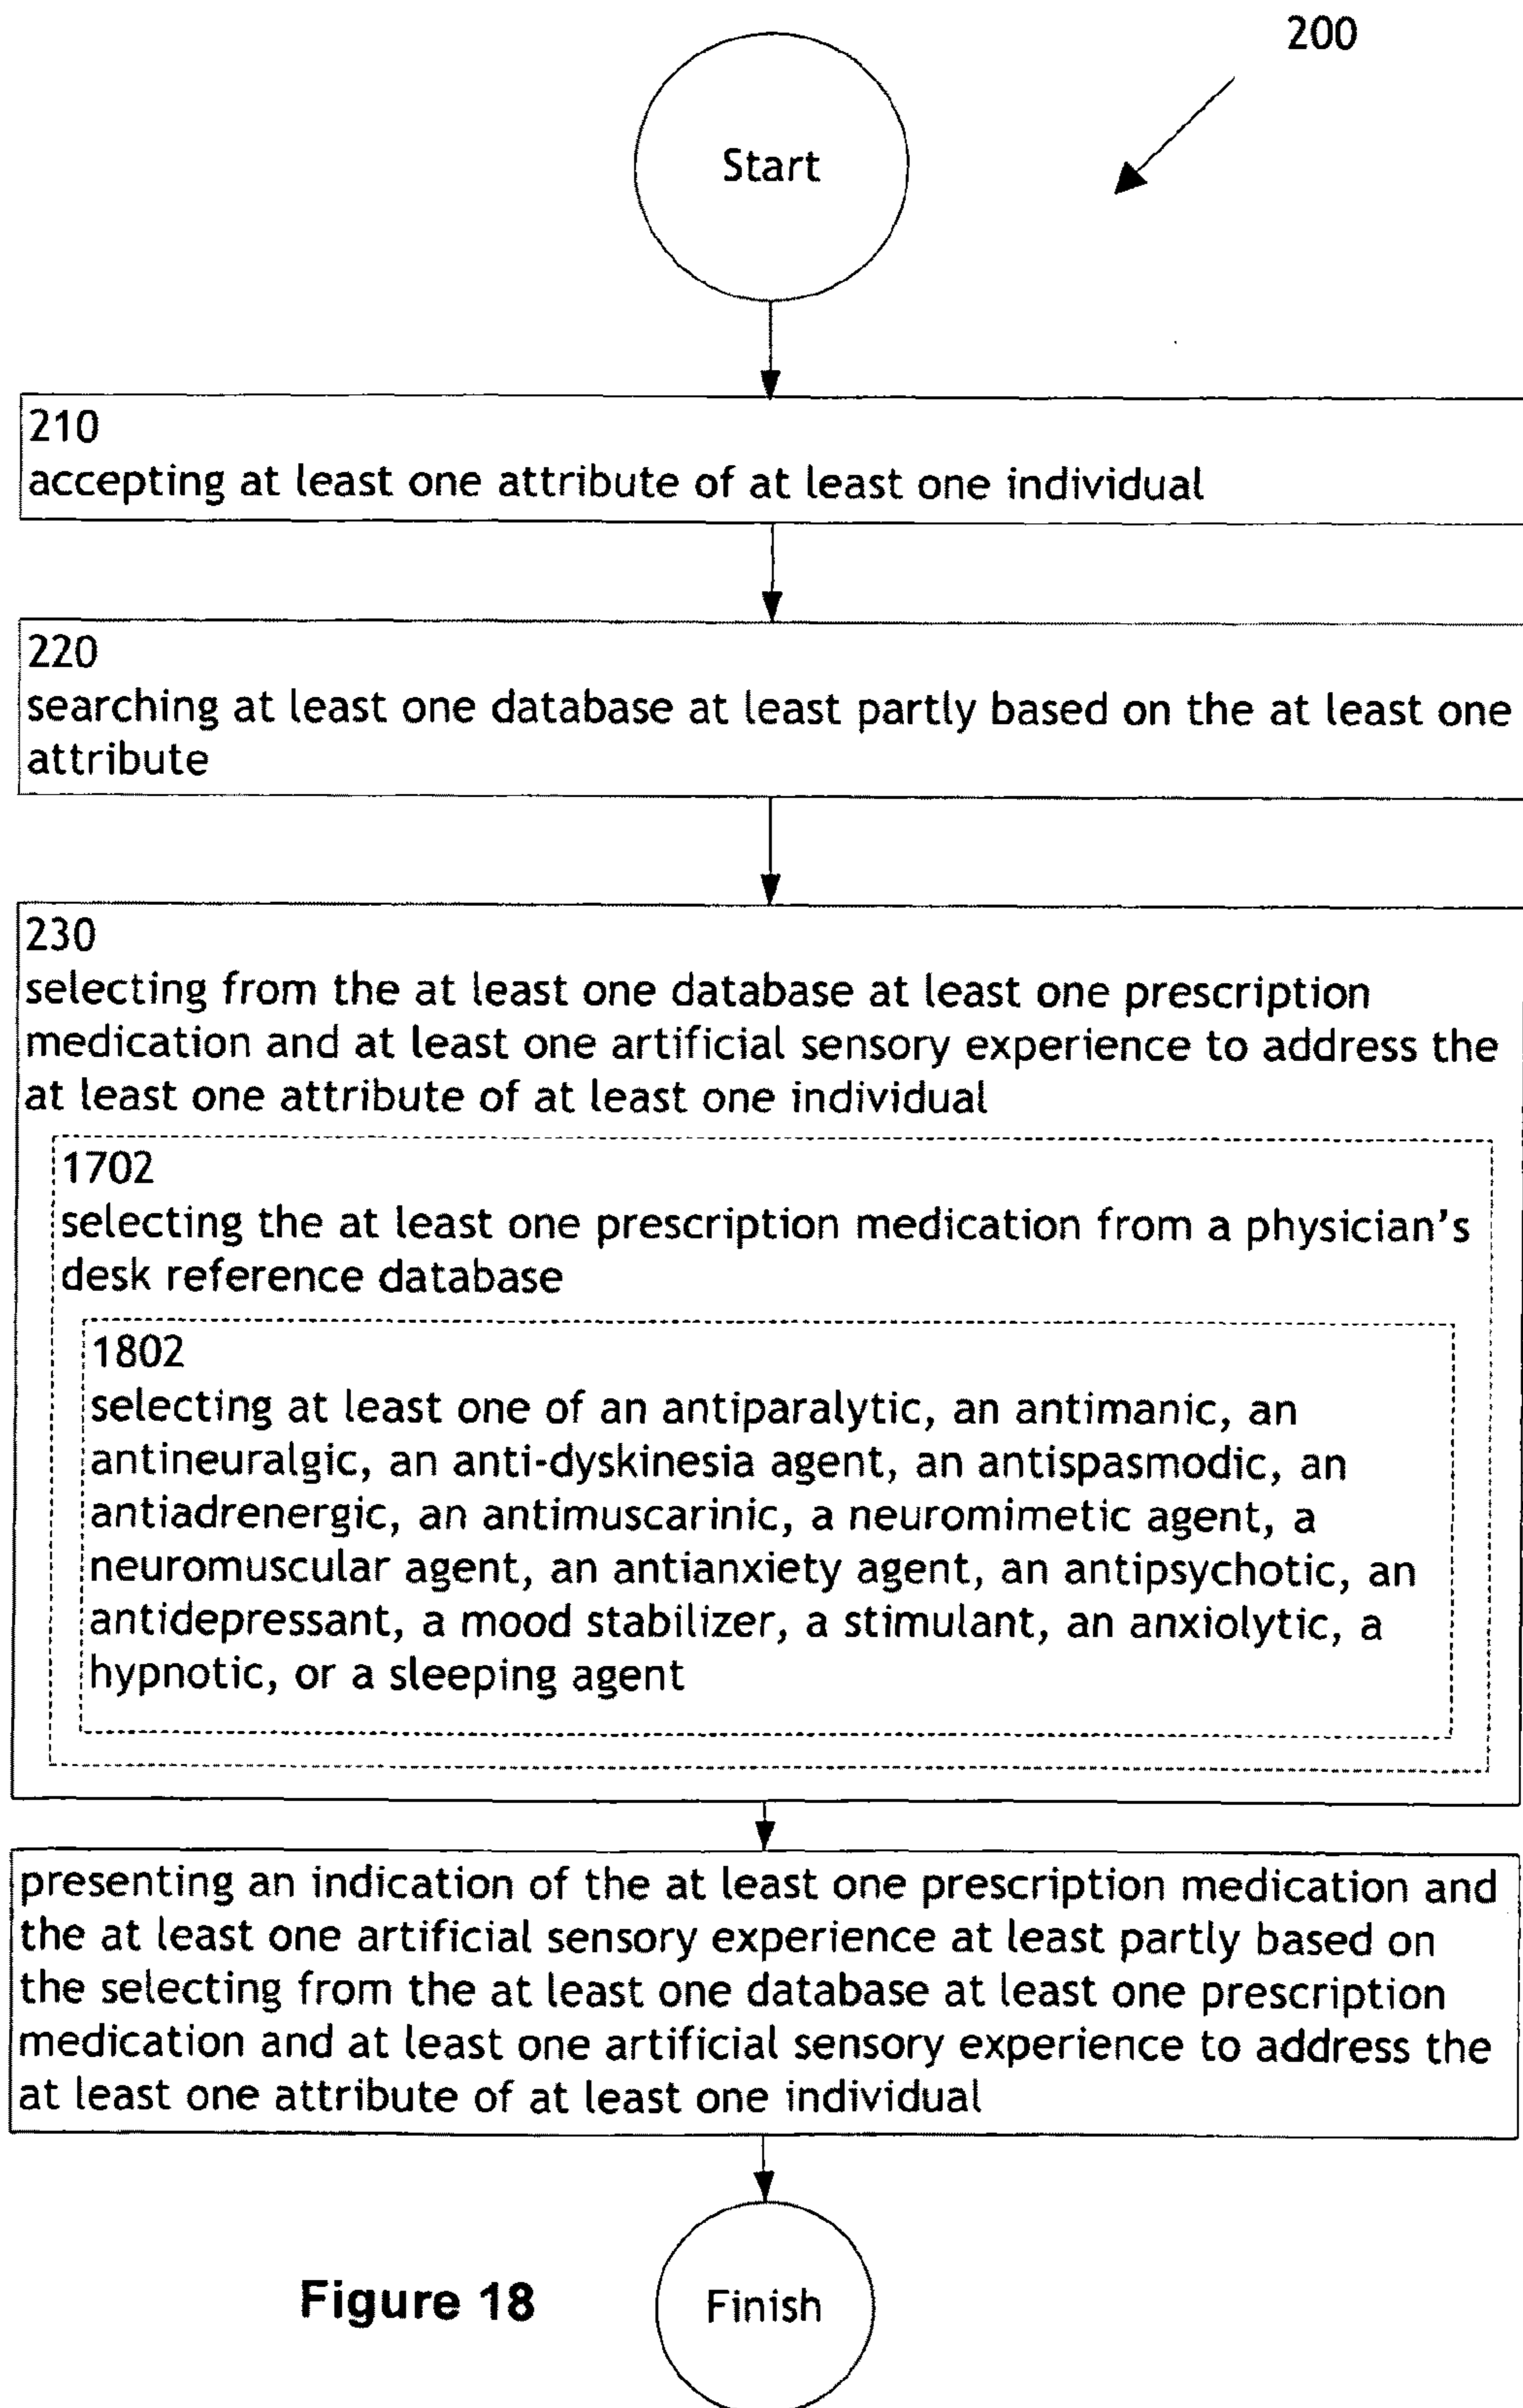 200
Start
210
accepting at least one attribute of at least one individual
220
searching at least one database at least partly based on the at least one
attribute
230
selecting from the at least one database at least one prescription
medication and at least one artificial sensory experience to address the
at least one attribute of at least one individual
1702
selecting the at least one prescription medication from a physician's
desk reference database
1802
selecting at least one of an antiparalytic, an antimanic, an
antineuralgic, an anti-dyskinesia agent, an antispasmodic, an
antiadrenergic, an antimuscarinic, a neuromimetic agent, a
neuromuscular agent, an antianxiety agent, an antipsychotic, an
antidepressant, a mood stabilizer, a stimulant, an anxiolytic, a
hypnotic, or a sleeping agent
presenting an indication of the at least one prescription medication and
the at least one artificial sensory experience at least partly based on
the selecting from the at least one database at least one prescription
medication and at least one artificial sensory experience to address the
at least one attribute of at least one individual
Figure 18
Finish